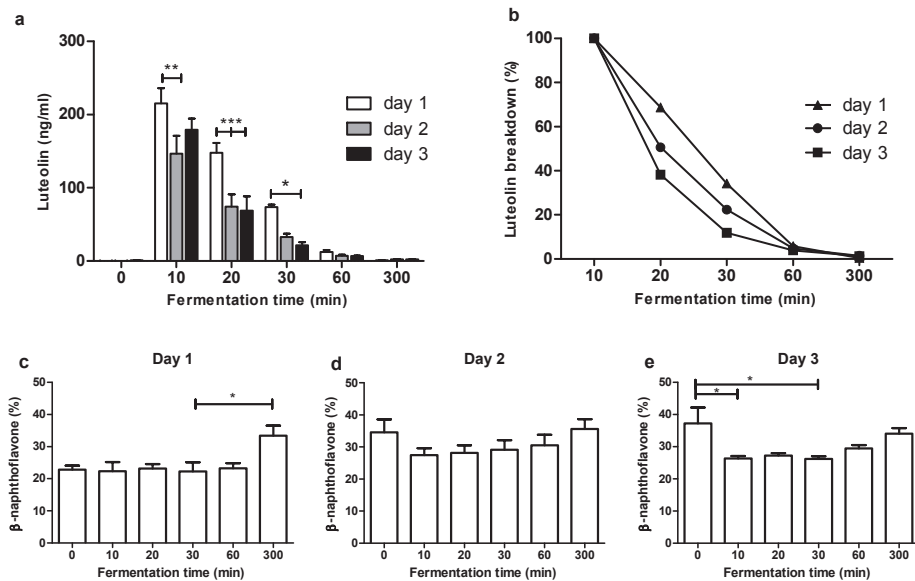 a
300
200
100
0
Luteolin (ng/ml)
**
***
*
day 1
day 2
day 3
0 10 20 30 60 300
Fermentation time (min)
b
100
80
60
40
20
0
Luteolin breakdown (%)
day 1
day 2
day 3
10 20 30 60 300
Fermentation time (min)
c
Day 1
50
40
30
20
10
0
β-naphthoflavone (%)
*
0 10 20 30 60 300
Fermentation time (min)
d
Day 2
50
40
30
20
10
0
β-naphthoflavone (%)
0 10 20 30 60 300
Fermentation time (min)
e
Day 3
50
40
30
20
10
0
β-naphthoflavone (%)
*
*
0 10 20 30 60 300
Fermentation time (min)